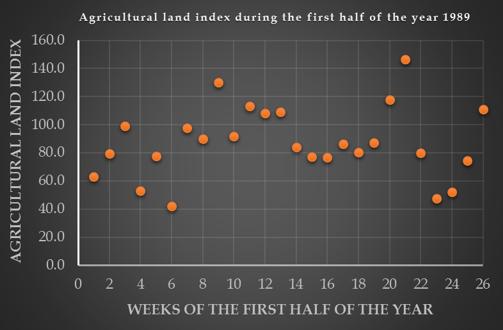 Agricultural land index during the first half of the year 1989
160.0
140.0
120.0
100.0
80.0
60.0
40.0
20.0
0.0
AGRICULTURAL LAND INDEX
0 2 4 6 8 10 12 14 16 18 20 22 24 26
WEEKS OF THE FIRST HALF OF THE YEAR